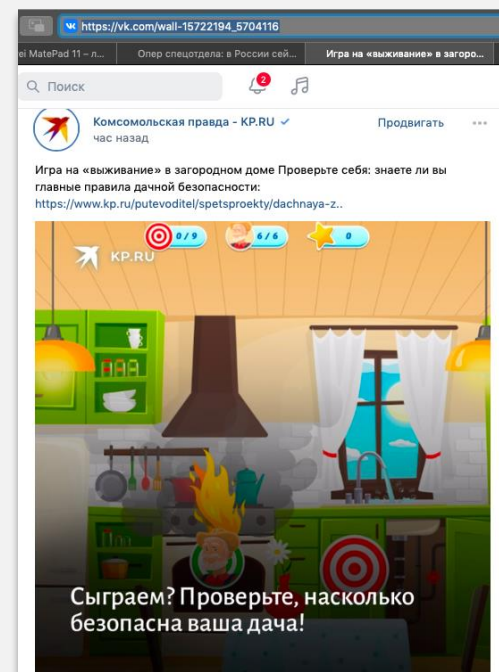 https://vk.com/wall-15722194_5704116
ei MatePad 11 – л...
Опер спецотдела: в России сей...
Игра на «выживание» в загоро...
Поиск
2
Комсомольская правда - KP.RU
Продвигать
час назад
Игра на «выживание» в загородном доме Проверьте себя: знаете ли вы
главные правила дачной безопасности:
https://www.kp.ru/putevoditel/spetsproekty/dachnaya-z..
0/9
6/6
0
KP.RU
Сыграем? Проверьте, насколько
безопасна ваша дача!